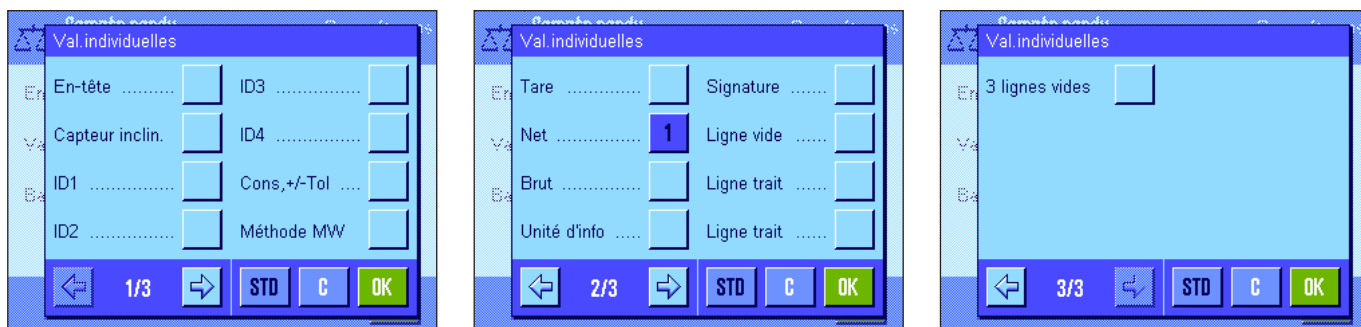 Val.individuelles
En-tête .......... ID3 ...............
Capteur inclin. ID4 ...............
ID1 ............... Cons,+/-Tol ....
ID2 ............... Méthode MW
1/3 STD C OK
Val.individuelles
Tare ............. Signature ......
Net ............... 1 Ligne vide ......
Brut .............. Ligne trait ......
Unité d'info ..... Ligne trait ......
2/3 STD C OK
Val.individuelles
3 lignes vides
3/3 STD C OK